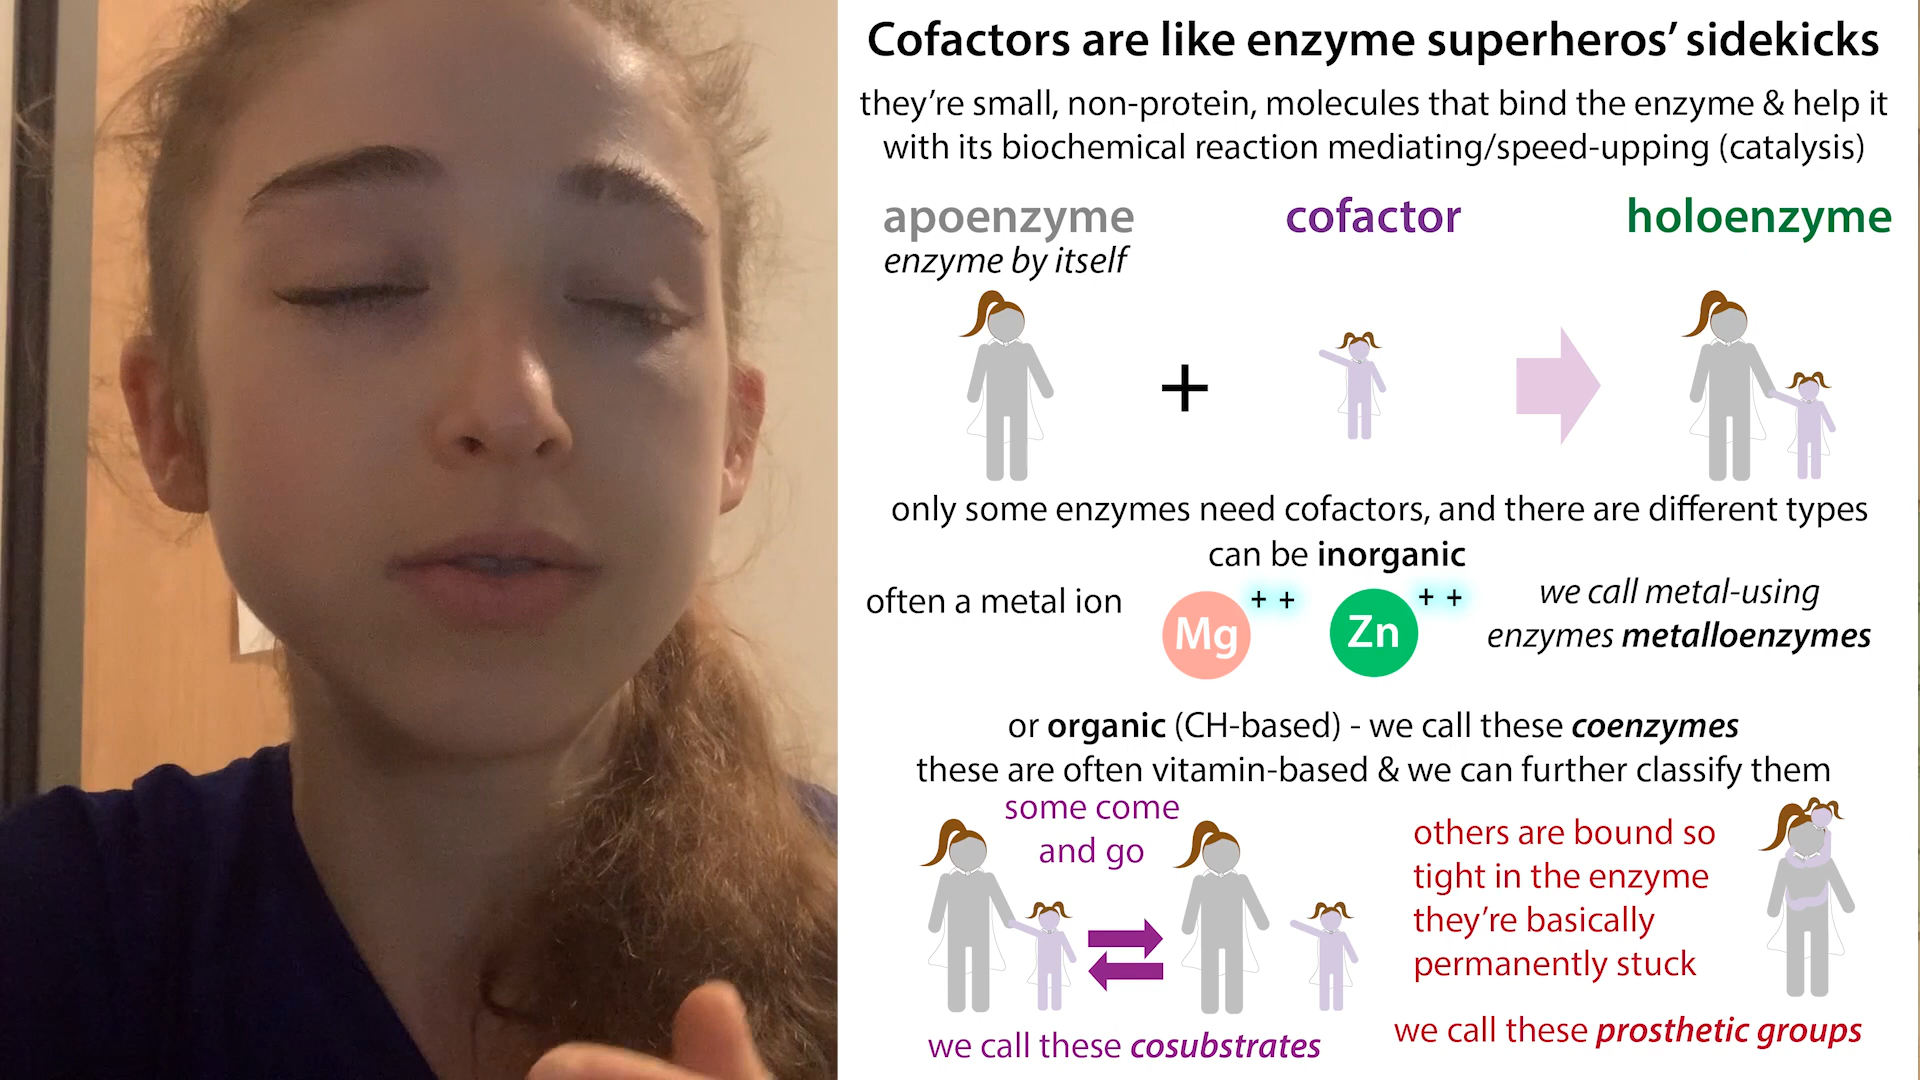 Cofactors are like enzyme superheros’ sidekicks
they’re small, non-protein, molecules that bind the enzyme & help it
with its biochemical reaction mediating/speed-upping (catalysis)
apoenzyme
enzyme by itself
+
cofactor
holoenzyme
only some enzymes need cofactors, and there are different types
can be inorganic
often a metal ion
Mg ++
Zn ++
we call metal-using
enzymes metalloenzymes
or organic (CH-based) - we call these coenzymes
these are often vitamin-based & we can further classify them
some come
and go
we call these cosubstrates
others are bound so
tight in the enzyme
they’re basically
permanently stuck
we call these prosthetic groups